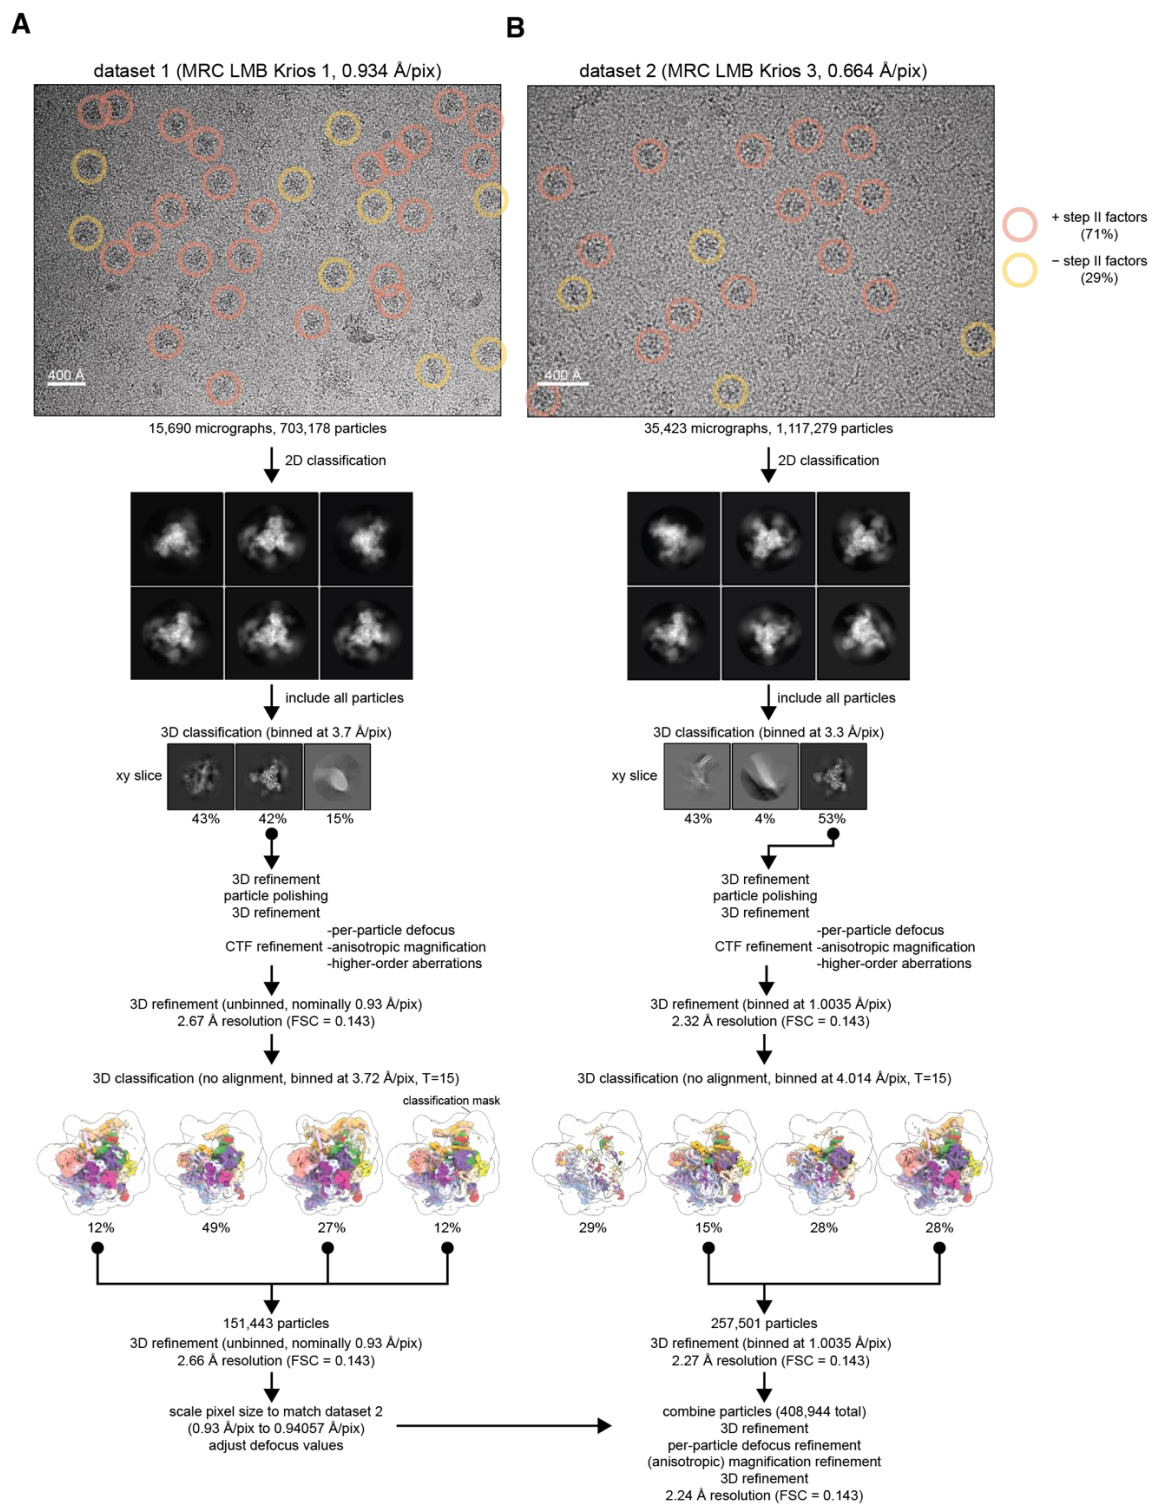 A
B
dataset 1 (MRC LMB Krios 1, 0.934 Å/pix)
dataset 2 (MRC LMB Krios 3, 0.664 Å/pix)
+ step II factors
(71%)
− step II factors
(29%)
400 Å
400 Å
15,690 micrographs, 703,178 particles
35,423 micrographs, 1,117,279 particles
2D classification
2D classification
include all particles
include all particles
3D classification (binned at 3.7 Å/pix)
3D classification (binned at 3.3 Å/pix)
xy slice
xy slice
43% 42% 15%
43% 4% 53%
3D refinement
particle polishing
3D refinement
-per-particle defocus
CTF refinement -anisotropic magnification
-higher-order aberrations
3D refinement
particle polishing
3D refinement
-per-particle defocus
CTF refinement -anisotropic magnification
-higher-order aberrations
3D refinement (unbinned, nominally 0.93 Å/pix)
2.67 Å resolution (FSC = 0.143)
3D refinement (binned at 1.0035 Å/pix)
2.32 Å resolution (FSC = 0.143)
3D classification (no alignment, binned at 3.72 Å/pix, T=15)
3D classification (no alignment, binned at 4.014 Å/pix, T=15)
classification mask
12% 49% 27% 12%
29% 15% 28% 28%
151,443 particles
3D refinement (unbinned, nominally 0.93 Å/pix)
2.66 Å resolution (FSC = 0.143)
257,501 particles
3D refinement (binned at 1.0035 Å/pix)
2.27 Å resolution (FSC = 0.143)
scale pixel size to match dataset 2
(0.93 Å/pix to 0.94057 Å/pix)
adjust defocus values
combine particles (408,944 total)
3D refinement
per-particle defocus refinement
(anisotropic) magnification refinement
3D refinement
2.24 Å resolution (FSC = 0.143)